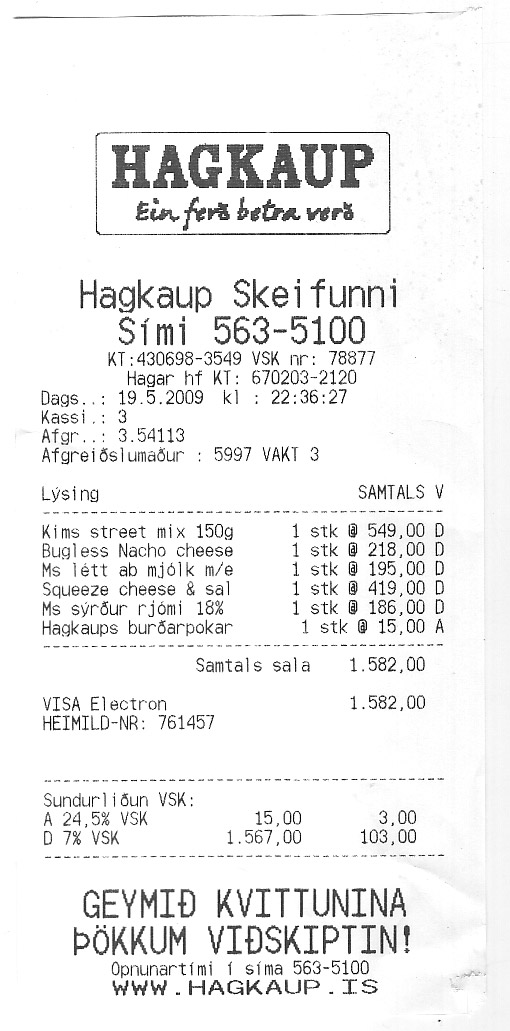 HAGKAUP
Ein ferð betra verð
Hagkaup Skeifunni
Sími 563-5100
KT:430698-3549 VSK nr: 78877
Hagar hf KT: 670203-2120
Dags..: 19.5.2009 kl : 22:36:27
Kassi.: 3
Afgr..: 3.54113
Afgreiðslumaður : 5997 VAKT 3
Lýsing SAMTALS V
Kims street mix 150g 1 stk @ 549,00 D
Bugless Nacho cheese 1 stk @ 218,00 D
Ms létt ab mjólk m/e 1 stk @ 195,00 D
Squeeze cheese & sal 1 stk @ 419,00 D
Ms sýrður rjómi 18% 1 stk @ 186,00 D
Hagkaups burðarpokar 1 stk @ 15,00 A
Samtals sala 1.582,00
VISA Electron 1.582,00
HEIMILD-NR: 761457
Sundurliðun VSK:
A 24,5% VSK 15,00 3,00
D 7% VSK 1.567,00 103,00
GEYMIÐ KVITTUNINA
ÞÖKKUM VIÐSKIPTIN!
Opnunartími í síma 563-5100
WWW.HAGKAUP.IS